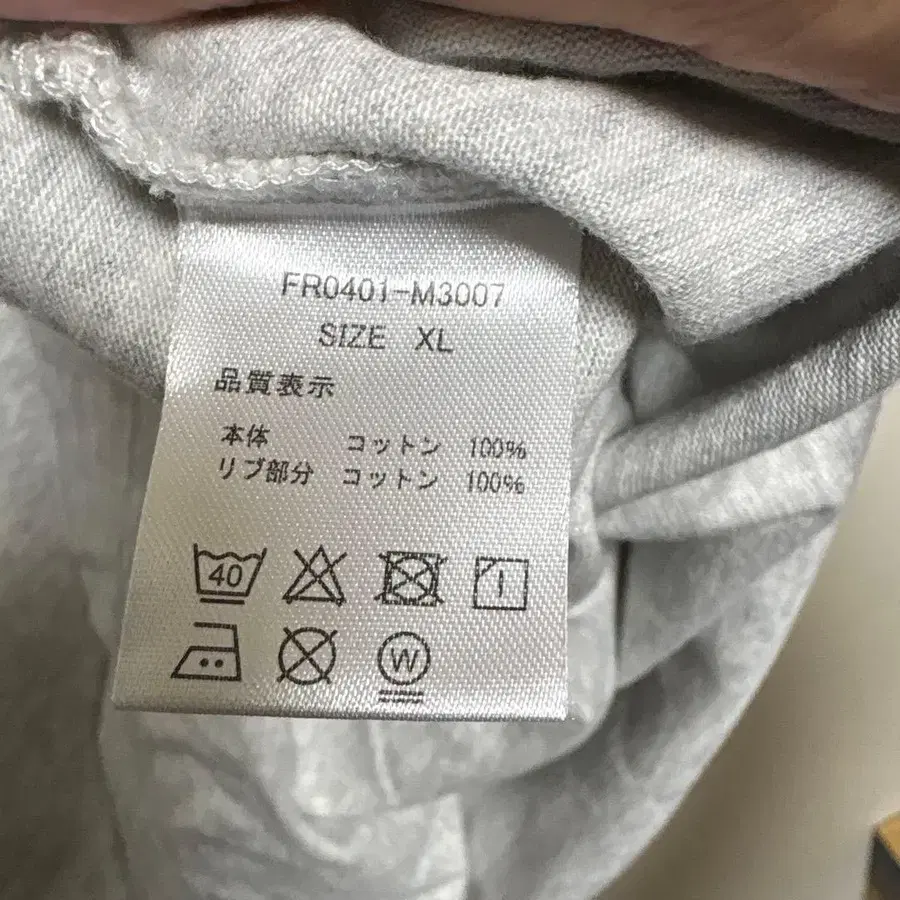 FR0401-M3007
SIZE XL
品質表示
本体 コットン 100%
リブ部分 コットン 100%
40
W